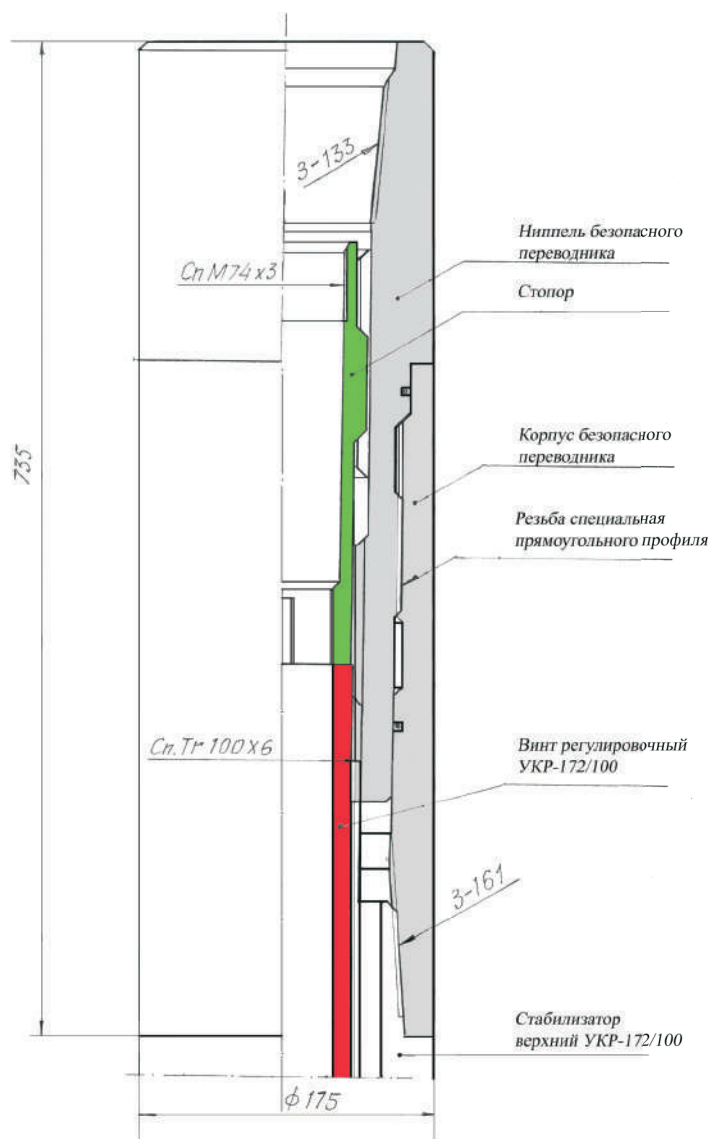 3-133
Ниппель безопасного
переводника
Сп М74х3
Стопор
735
Корпус безопасного
переводника
Резьба специальная
прямоугольного профиля
Сп. Tr 100х6
Винт регулировочный
УКР-172/100
3-161
Стабилизатор
верхний УКР-172/100
ф 175